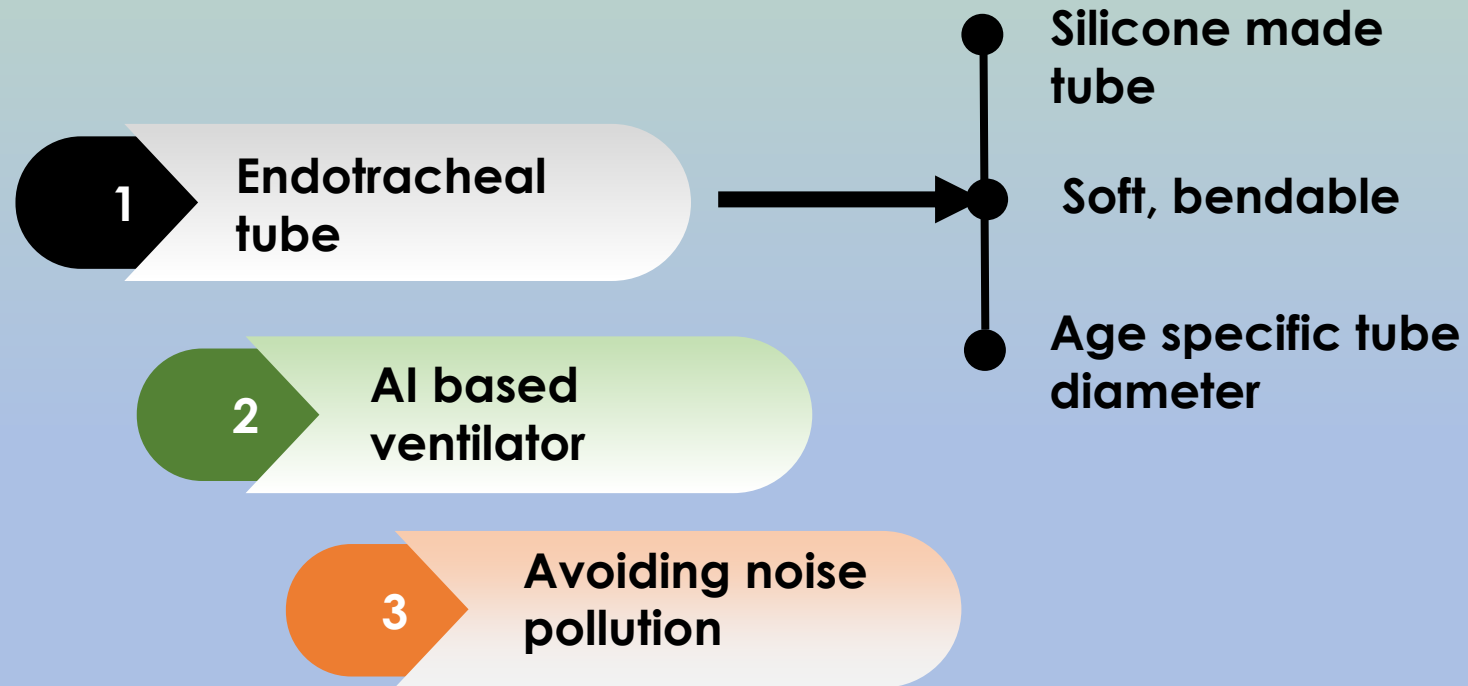 1
Endotracheal
tube
Silicone made
tube
Soft, bendable
Age specific tube
diameter
2
AI based
ventilator
3
Avoiding noise
pollution